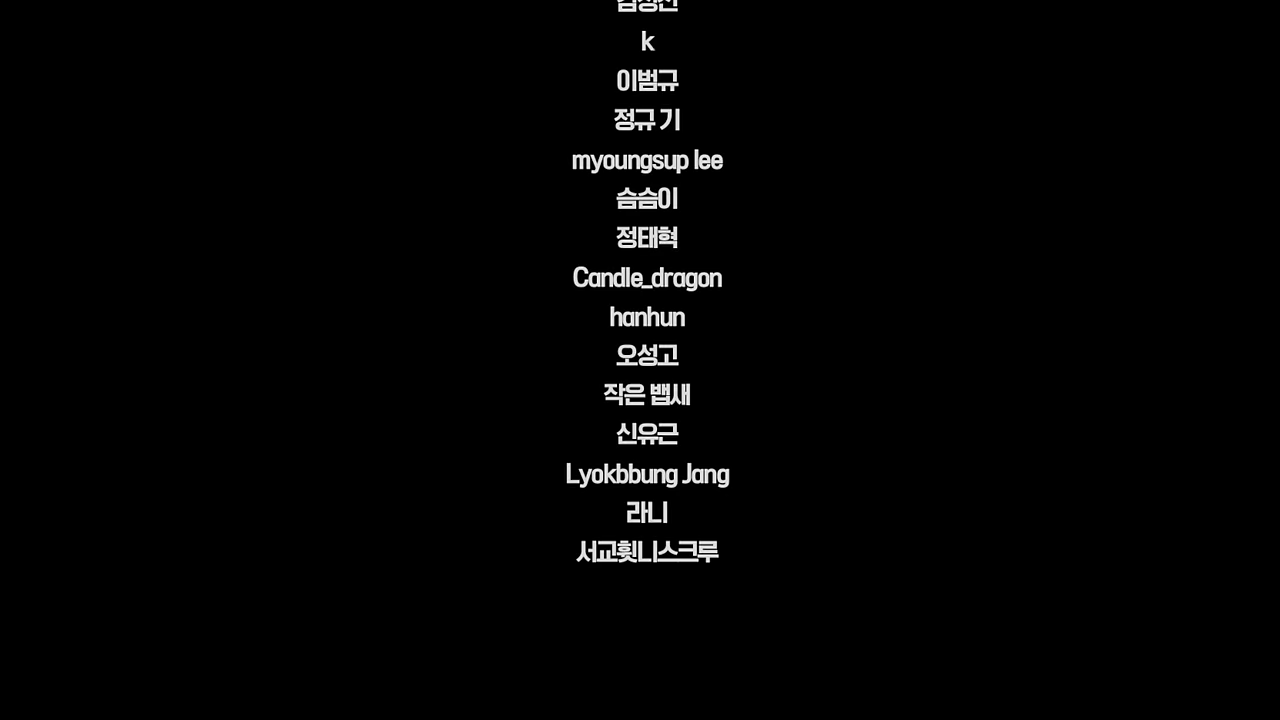 k
이범규
정규 기
myoungsup lee
슴슴이
정태혁
Candle_dragon
hanhun
오성고
작은 뱁새
신유근
Lyokbbung Jang
라니
서교휫니스크루